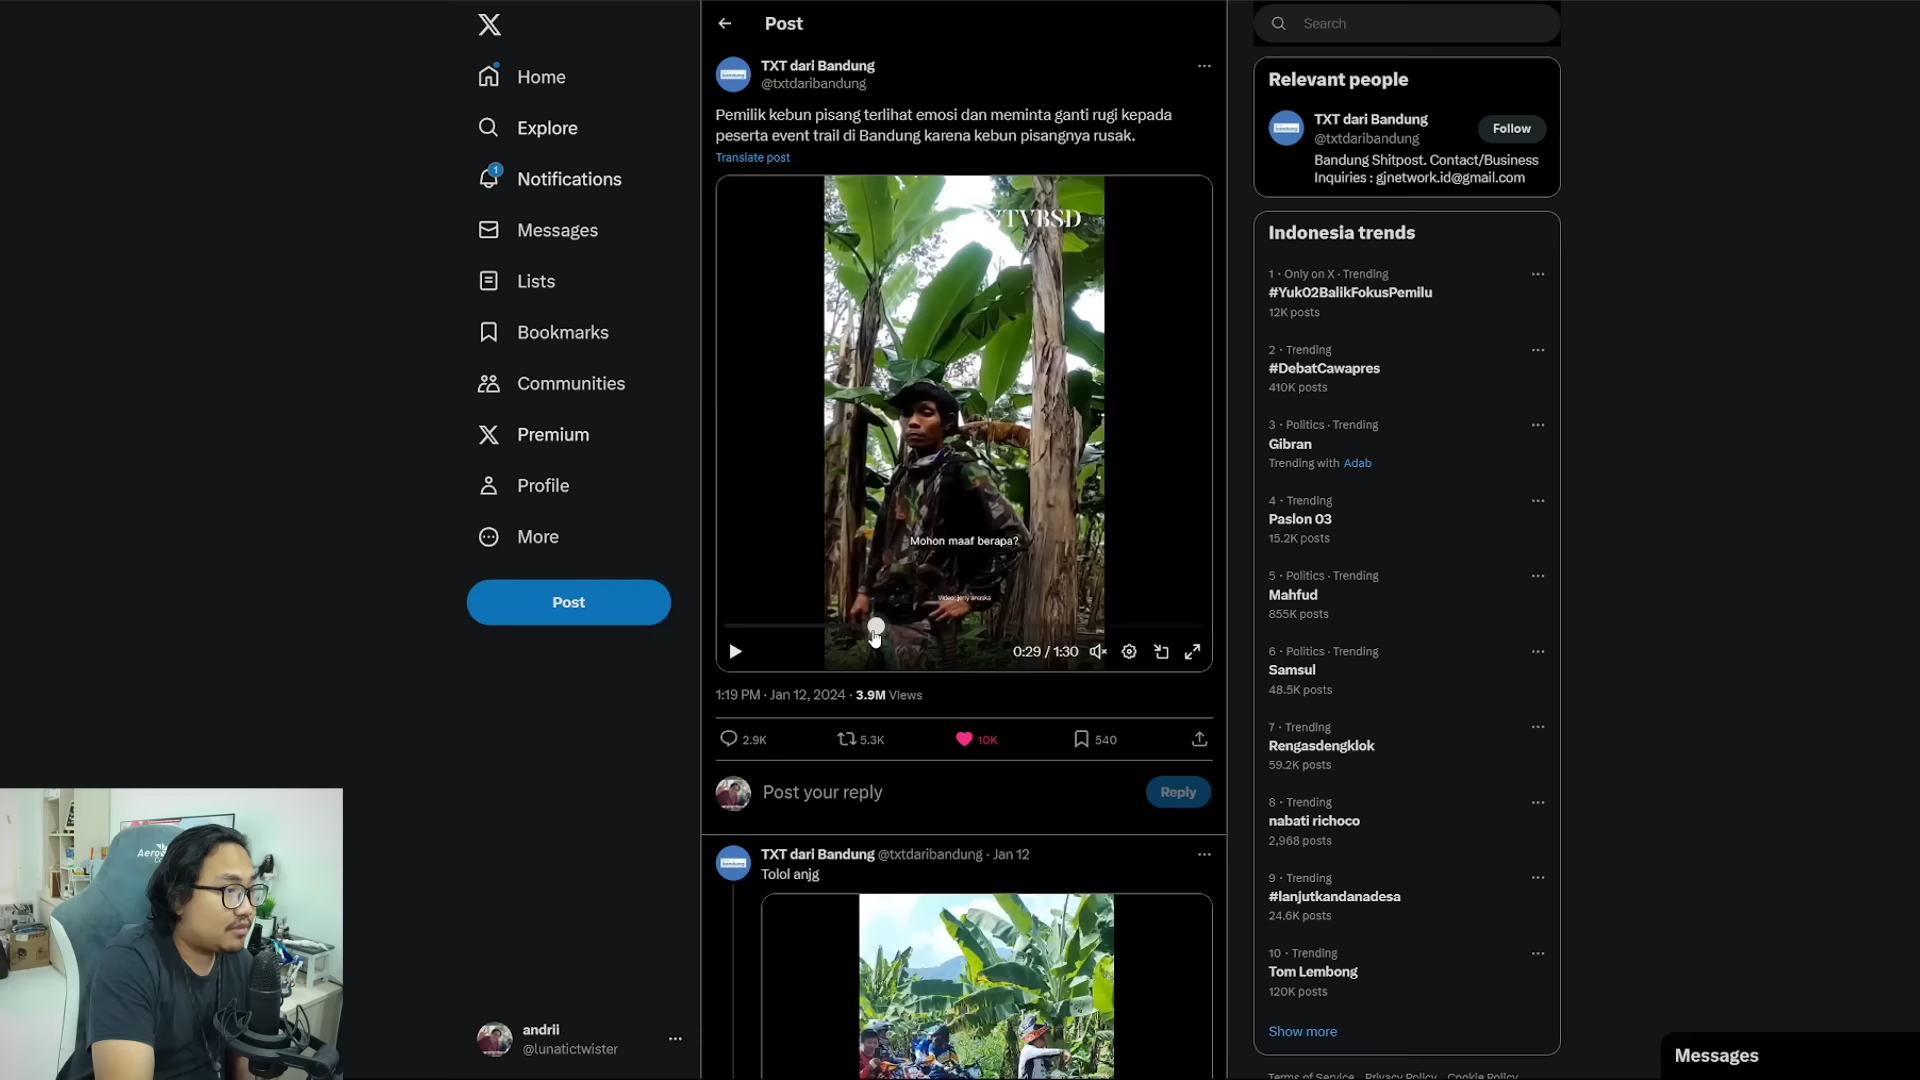 Home
Explore
1
Notifications
Messages
Lists
Bookmarks
Communities
Premium
Profile
More
Post
andrii
@lunatictwister
Post
TXT dari Bandung
@txtdaribandung
Pemilik kebun pisang terlihat emosi dan meminta ganti rugi kepada
peserta event trail di Bandung karena kebun pisangnya rusak.
Translate post
Mohon maaf berapa?
0:29 / 1:30
1:19 PM · Jan 12, 2024 · 3.9M Views
2.9K
5.3K
10K
540
Post your reply
Reply
TXT dari Bandung @txtdaribandung · Jan 12
Tolol anjg
Search
Relevant people
TXT dari Bandung
@txtdaribandung
Follow
Bandung Shitpost. Contact/Business
Inquiries : gjnetwork.id@gmail.com
Indonesia trends
1 · Only on X · Trending
#Yuk02BalikFokusPemilu
12K posts
2 · Trending
#DebatCawapres
410K posts
3 · Politics · Trending
Gibran
Trending with Adab
4 · Trending
Paslon 03
15.2K posts
5 · Politics · Trending
Mahfud
855K posts
6 · Politics · Trending
Samsul
48.5K posts
7 · Trending
Rengasdengklok
59.2K posts
8 · Trending
nabati richoco
2,968 posts
9 · Trending
#lanjutkandanadesa
24.6K posts
10 · Trending
Tom Lembong
120K posts
Show more
Terms of Service Privacy Policy Cookie Policy
Messages